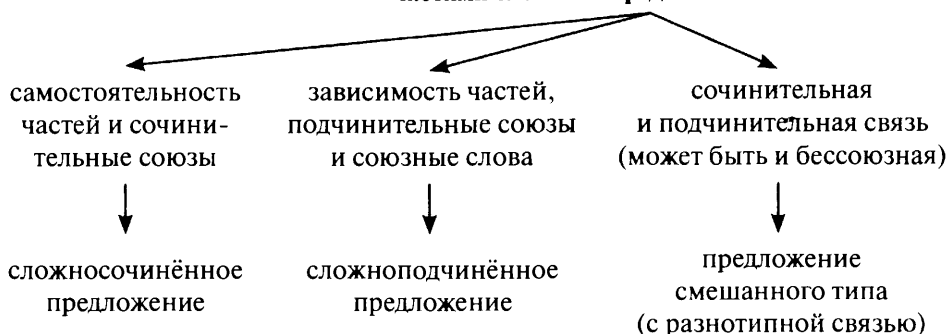 самостоятельность
частей и сочини-
тельные союзы
зависимость частей,
подчинительные союзы
и союзные слова
сочинительная
и подчинительная связь
(может быть и бессоюзная)
сложносочинённое
предложение
сложноподчинённое
предложение
предложение
смешанного типа
(с разнотипной связью)